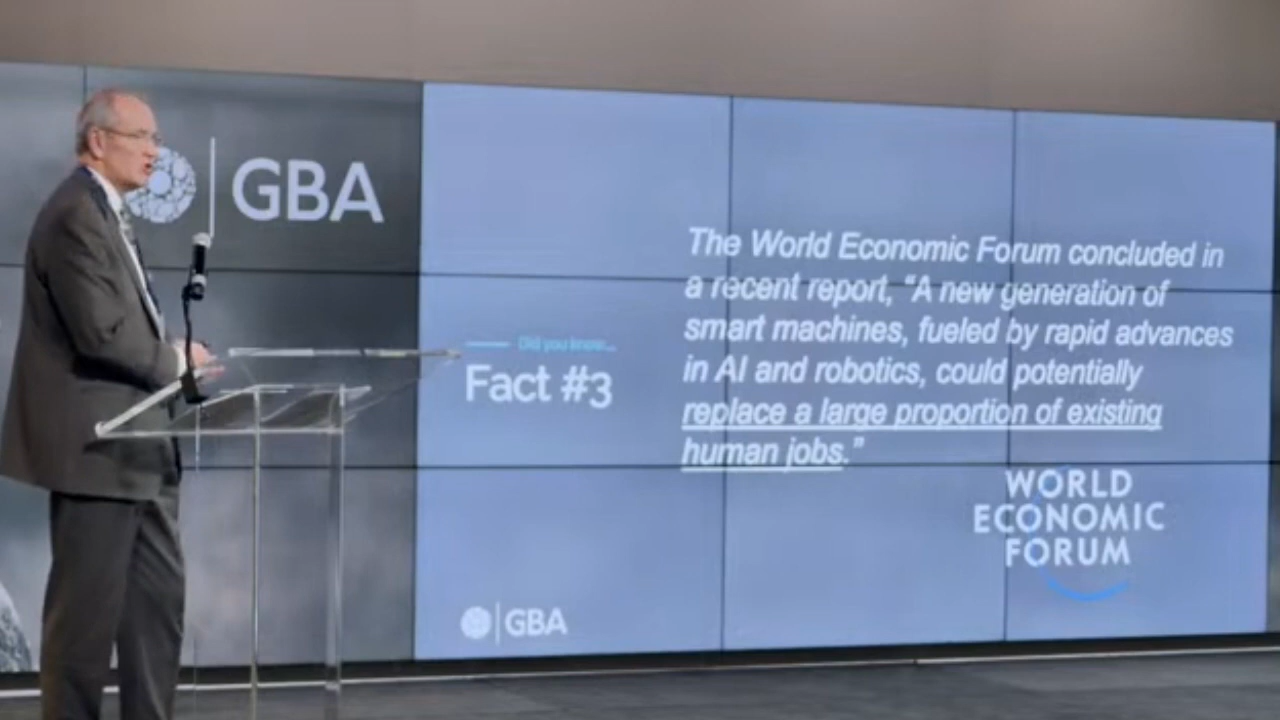 GBA
The World Economic Forum concluded in
a recent report, “A new generation of
smart machines, fueled by rapid advances
in AI and robotics, could potentially
replace a large proportion of existing
human jobs.”
Did you know...
Fact #3
WORLD
ECONOMIC
FORUM
GBA